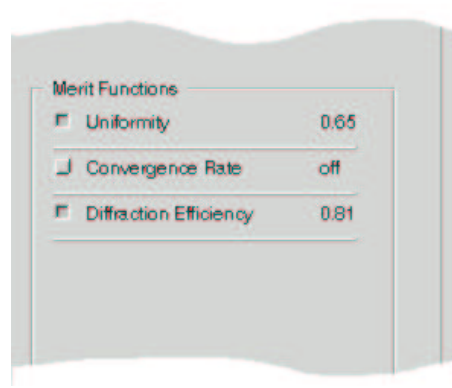 Merit Functions
Uniformity 0.65
Convergence Rate off
Diffraction Efficiency 0.81